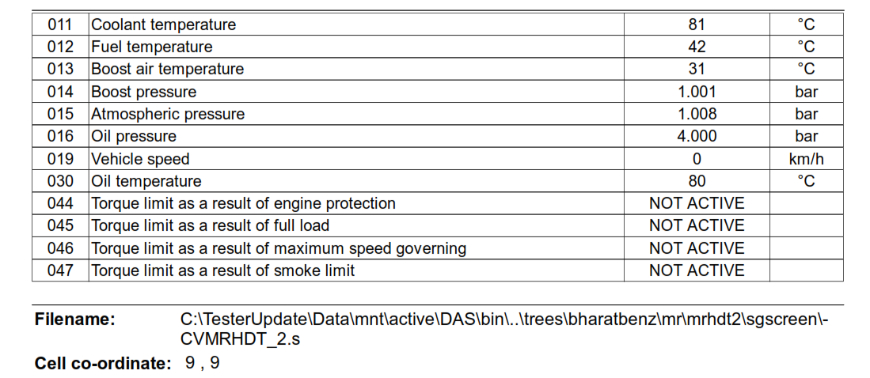 011 Coolant temperature 81 °C
012 Fuel temperature 42 °C
013 Boost air temperature 31 °C
014 Boost pressure 1.001 bar
015 Atmospheric pressure 1.008 bar
016 Oil pressure 4.000 bar
019 Vehicle speed 0 km/h
030 Oil temperature 80 °C
044 Torque limit as a result of engine protection NOT ACTIVE
045 Torque limit as a result of full load NOT ACTIVE
046 Torque limit as a result of maximum speed governing NOT ACTIVE
047 Torque limit as a result of smoke limit NOT ACTIVE
Filename: C:\TesterUpdate\Data\mnt\active\DAS\bin\..\trees\bharatbenz\mr\mrhdt2\sgscreen\-
CVMRHDT_2.s
Cell co-ordinate: 9 , 9